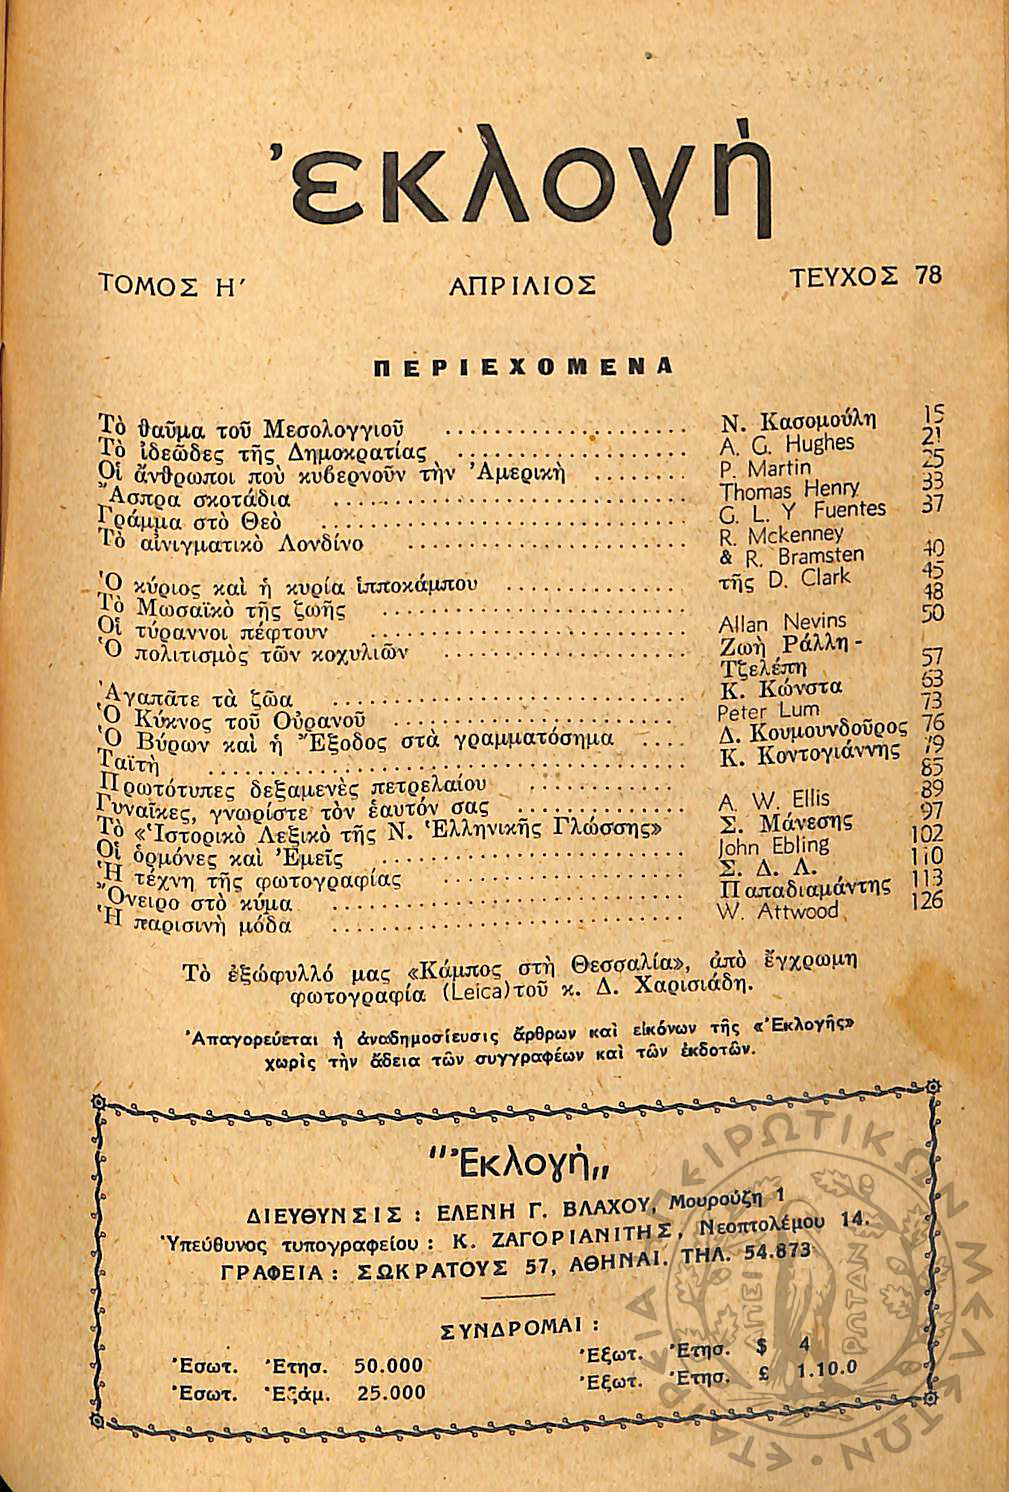 ἐκλογή
ΤΟΜΟΣ Η′ ΑΠΡΙΛΙΟΣ ΤΕΥΧΟΣ 78
ΠΕΡΙΕΧΟΜΕΝΑ
Τὸ θαῦμα τοῦ Μεσολογγιοῦ .................... Ν. Κασομούλη 15
Τὸ ἰδεῶδες τῆς Δημοκρατίας .................... A. G. Hughes 21
Οἱ ἄνθρωποι ποὺ κυβερνοῦν τὴν Ἀμερικὴ ........ P. Martin 25
Ἄσπρα σκοτάδια .............................. Thomas Henry 33
Γράμμα στὸ Θεὸ .............................. G. L. Y Fuentes 37
Τὸ αἰνιγματικὸ Λονδίνο ........................ R. Mckenney
& R. Bramsten 40
Ὁ κύριος καὶ ἡ κυρία ἱπποκάμπου ................ τῆς D. Clark 45
Τὸ Μωσαϊκὸ τῆς ζωῆς .......................... 48
Οἱ τύραννοι πέφτουν .......................... Allan Nevins 50
Ὁ πολιτισμὸς τῶν κοχυλιῶν .................... Ζωὴ Ράλλη -
Τζελέπη 57
Ἀγαπᾶτε τὰ ζῶα .............................. Κ. Κώνστα 63
Ὁ Κύκνος τοῦ Οὐρανοῦ ........................ Peter Lum 73
Ὁ Βύρων καὶ ἡ Ἔξοδος στὰ γραμματόσημα .... Δ. Κουμουνδοῦρος 76
Ταϊτὴ ........................................ Κ. Κοντογιάννης 79
Πρωτότυπες δεξαμενὲς πετρελαίου ............ 85
Γυναῖκες, γνωρίστε τὸν ἑαυτόν σας .............. A. W. Ellis 89
Τὸ «Ἱστορικὸ Λεξικὸ τῆς Ν. Ἑλληνικῆς Γλώσσης» Σ. Μάνεσης 97
Οἱ ὁρμόνες καὶ Ἐμεῖς .......................... John Ebling 102
Ἡ τέχνη τῆς φωτογραφίας .................... Σ. Δ. Λ. 110
Ὄνειρο στὸ κύμα .............................. Παπαδιαμάντης 113
Ἡ παρισινὴ μόδα .............................. W. Attwood 126
Τὸ ἐξώφυλλό μας «Κάμπος στὴ Θεσσαλία», ἀπὸ ἔγχρωμη
φωτογραφία (Leica) τοῦ κ. Δ. Χαρισιάδη.
Ἀπαγορεύεται ἡ ἀναδημοσίευσις ἄρθρων καὶ εἰκόνων τῆς «Ἐκλογῆς»
χωρὶς τὴν ἄδεια τῶν συγγραφέων καὶ τῶν ἐκδοτῶν.
"Ἐκλογή„
ΔΙΕΥΘΥΝΣΙΣ : ΕΛΕΝΗ Γ. ΒΛΑΧΟΥ, Μουρούζη 1
Ὑπεύθυνος τυπογραφείου : Κ. ΖΑΓΟΡΙΑΝΙΤΗΣ, Νεοπτολέμου 14.
ΓΡΑΦΕΙΑ : ΣΩΚΡΑΤΟΥΣ 57, ΑΘΗΝΑΙ. ΤΗΛ. 54.873
ΣΥΝΔΡΟΜΑΙ :
Ἐσωτ. Ἐτησ. 50.000 Ἐξωτ. Ἐτησ. $ 4
Ἐσωτ. Ἑξάμ. 25.000 Ἐξωτ. Ἐτησ. £ 1.10.0
ΕΤΑΙΡΕΙΑ ΗΠΕΙΡΩΤΙΚΩΝ ΜΕΛΕΤΩΝ
ΑΠΕΙΡΩΤΑΝ